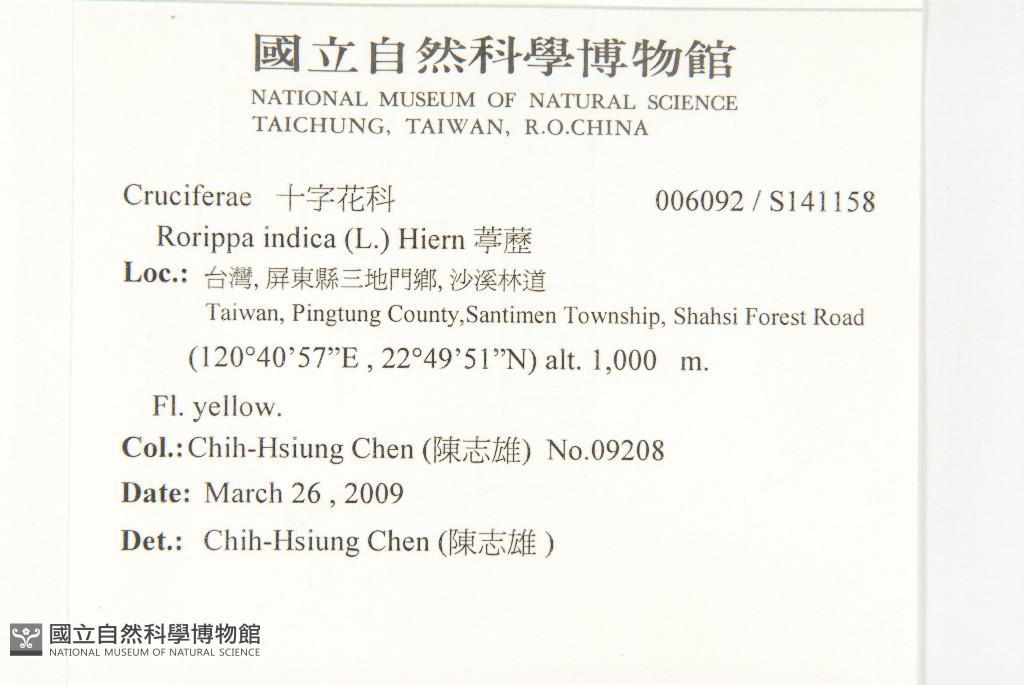 國立自然科學博物館
NATIONAL MUSEUM OF NATURAL SCIENCE
TAICHUNG, TAIWAN, R.O.CHINA
Cruciferae 十字花科 006092 / S141158
Rorippa indica (L.) Hiern 葶藶
Loc.: 台灣, 屏東縣三地門鄉, 沙溪林道
Taiwan, Pingtung County,Santimen Township, Shahsi Forest Road
(120°40’57”E , 22°49’51”N) alt. 1,000 m.
Fl. yellow.
Col.: Chih-Hsiung Chen (陳志雄) No.09208
Date: March 26 , 2009
Det.: Chih-Hsiung Chen (陳志雄 )
國立自然科學博物館
NATIONAL MUSEUM OF NATURAL SCIENCE